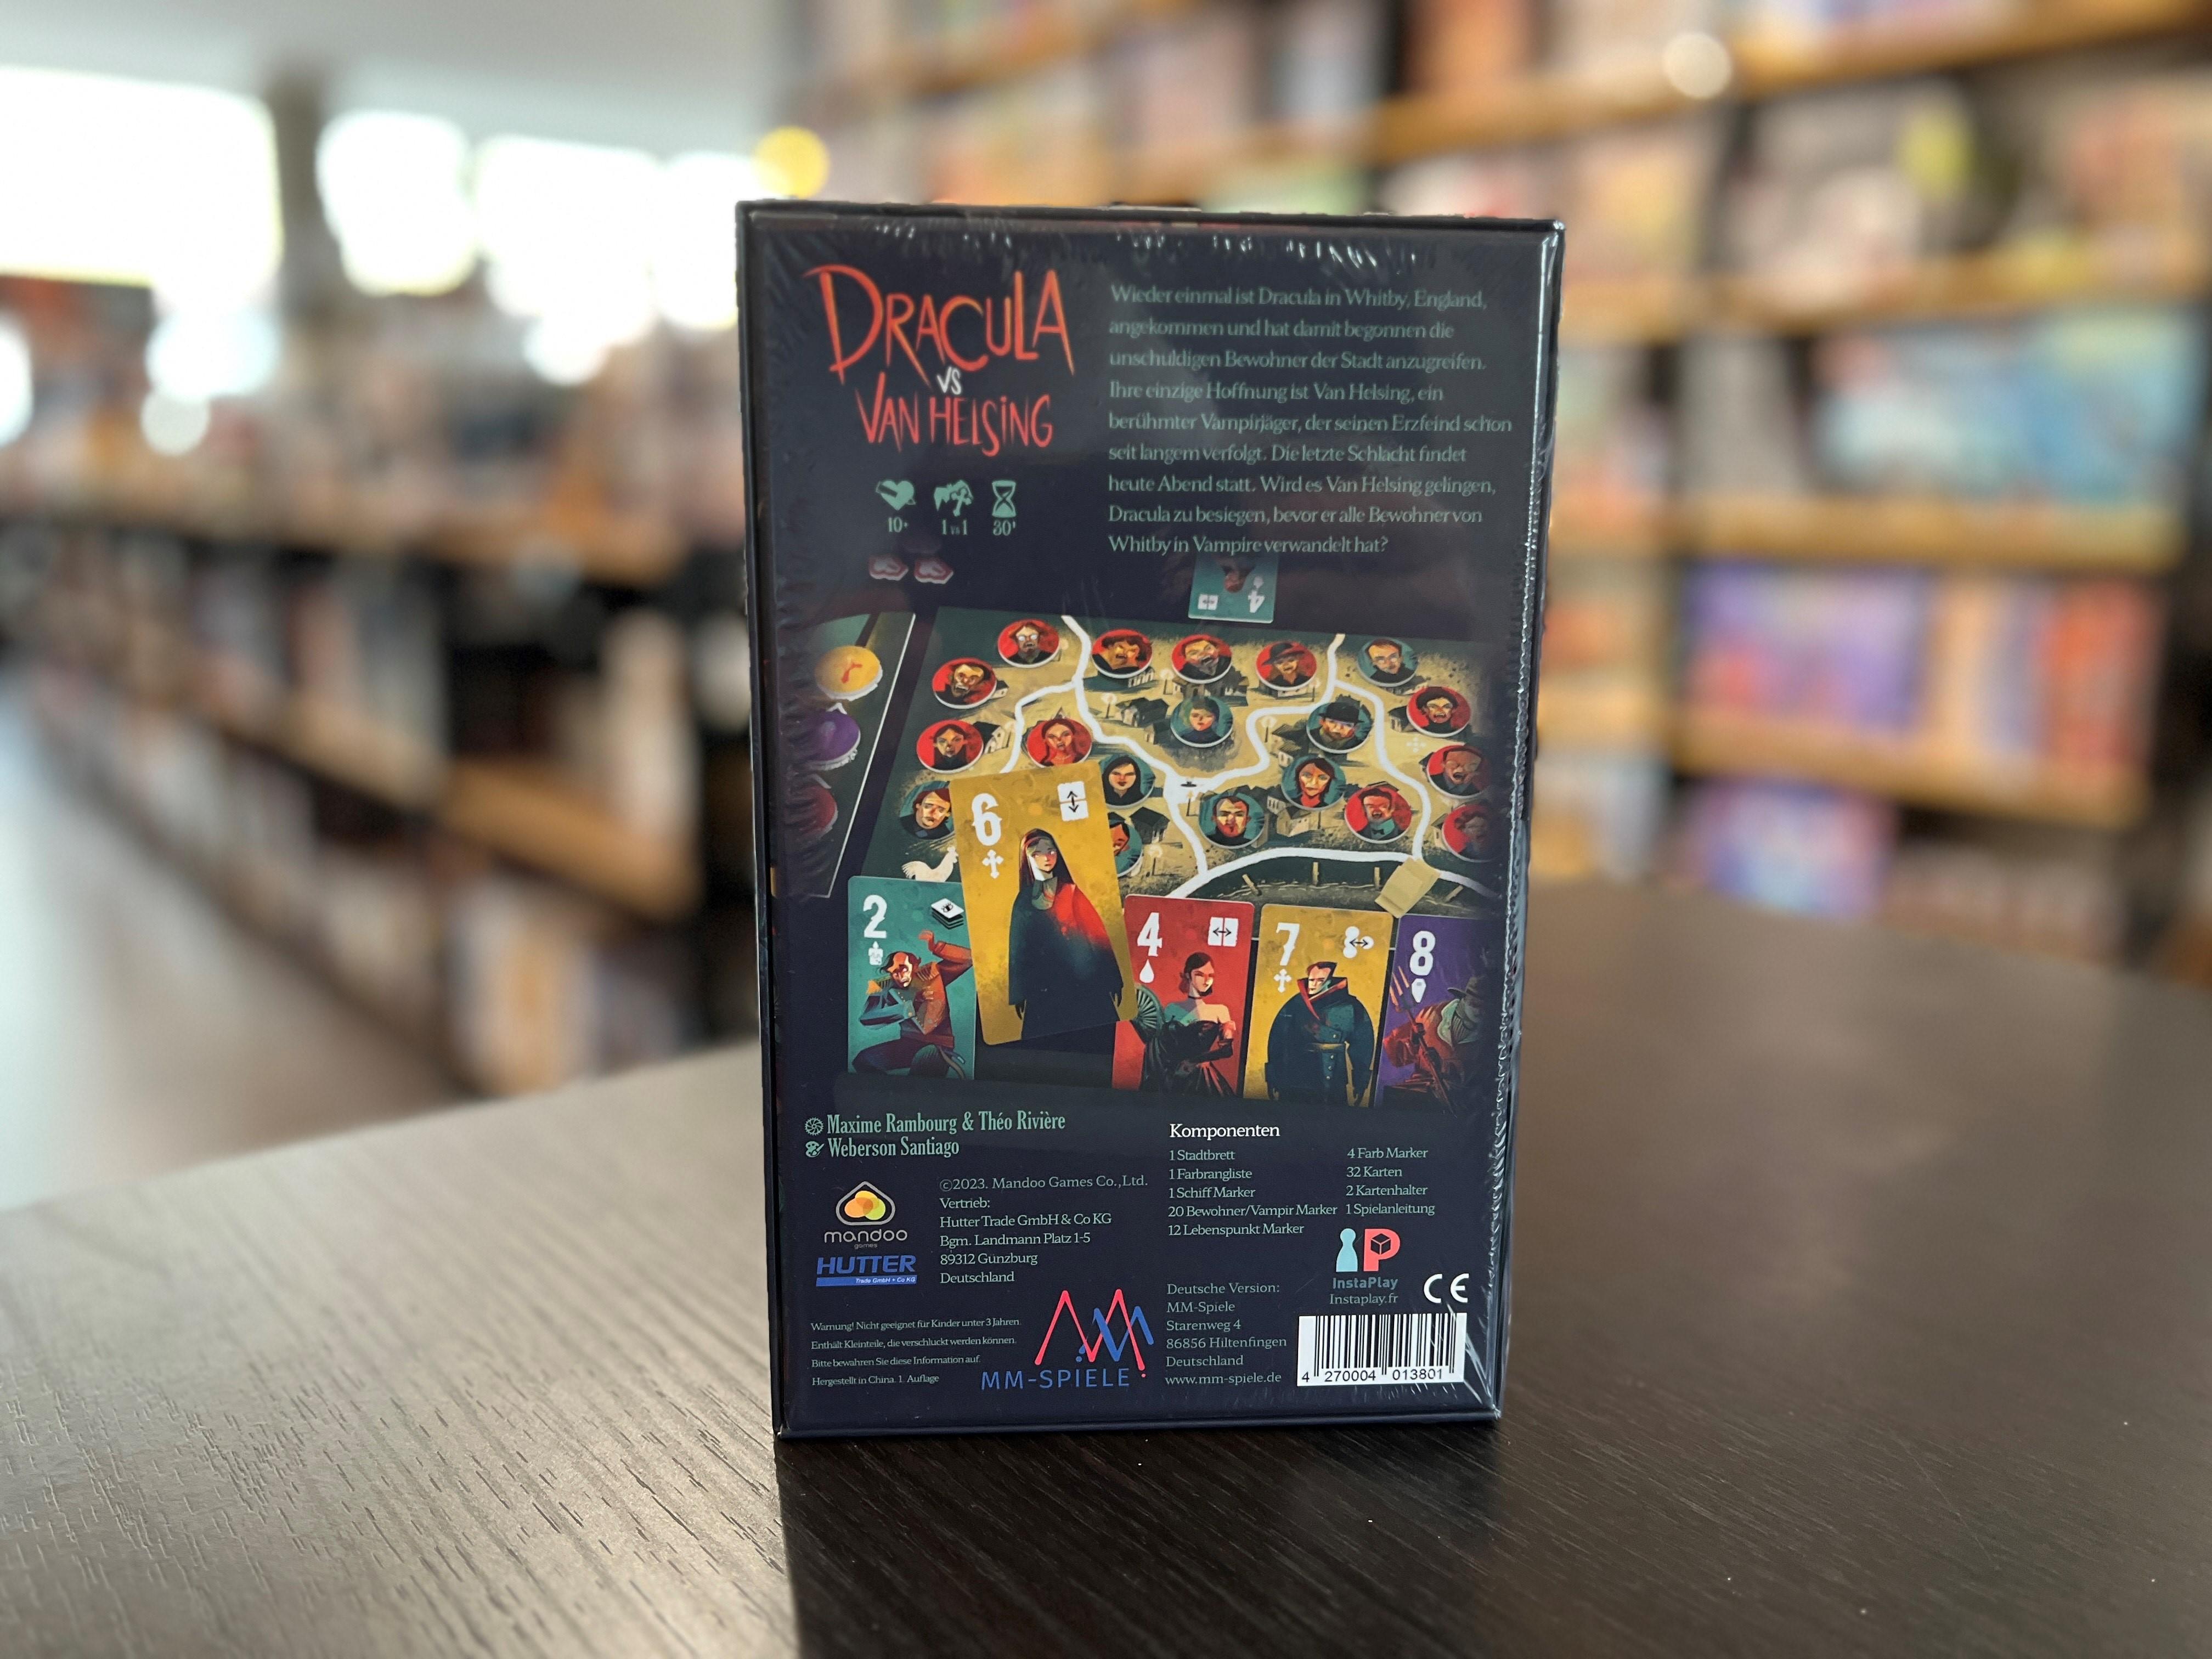 DRACULA
VS
VAN HELSING
10+
1 vs 1
30'
Wieder einmal ist Dracula in Whitby, England,
angekommen und hat damit begonnen die
unschuldigen Bewohner der Stadt anzugreifen.
Ihre einzige Hoffnung ist Van Helsing, ein
berühmter Vampirjäger, der seinen Erzfeind schon
seit langem verfolgt. Die letzte Schlacht findet
heute Abend statt. Wird es Van Helsing gelingen,
Dracula zu besiegen, bevor er alle Bewohner von
Whitby in Vampire verwandelt hat?
4
6
2
4
7
8
Maxime Rambourg & Théo Rivière
Weberson Santiago
mandoo
games
HUTTER
Trade GmbH + Co KG
©2023. Mandoo Games Co.,Ltd.
Vertrieb:
Hutter Trade GmbH & Co KG
Bgm. Landmann Platz 1-5
89312 Günzburg
Deutschland
Komponenten
1 Stadtbrett
1 Farbrangliste
1 Schiff Marker
20 Bewohner/Vampir Marker
12 Lebenspunkt Marker
4 Farb Marker
32 Karten
2 Kartenhalter
1 Spielanleitung
InstaPlay
Instaplay.fr
CE
Warnung! Nicht geeignet für Kinder unter 3 Jahren.
Enthält Kleinteile, die verschluckt werden können.
Bitte bewahren Sie diese Information auf.
Hergestellt in China. 1. Auflage
MM-SPIELE
Deutsche Version:
MM-Spiele
Starenweg 4
86856 Hiltenfingen
Deutschland
www.mm-spiele.de
4 270004 013801